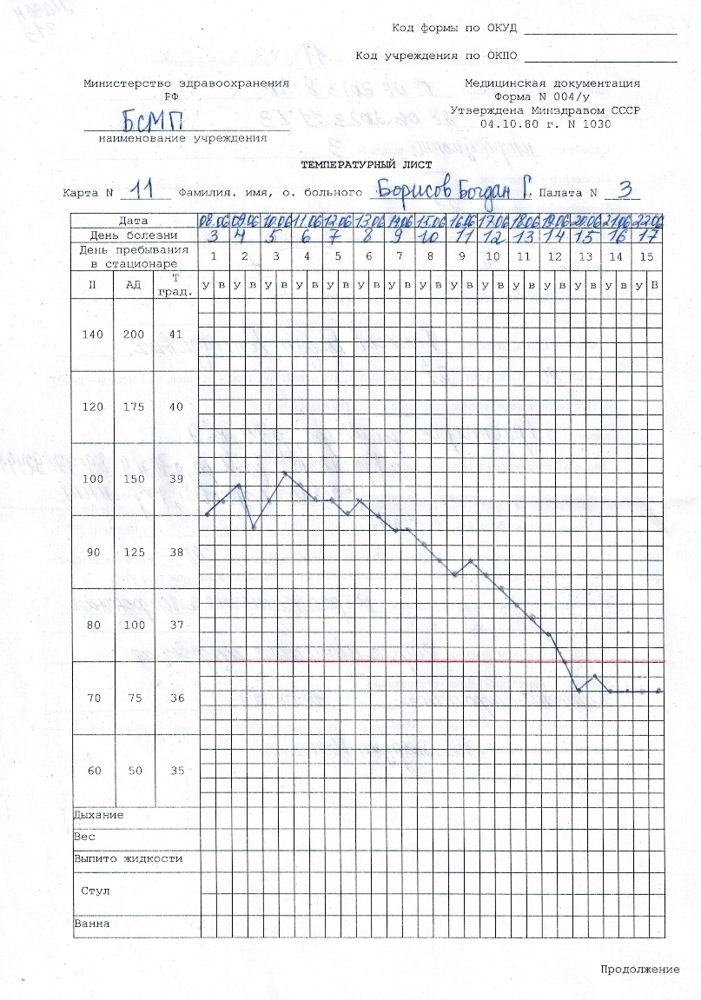 Код формы по ОКУД
Код учреждения по ОКПО
Министерство здравоохранения
РФ
БСМП
наименование учреждения
Медицинская документация
Форма N 004/у
Утверждена Минздравом СССР
04.10.80 г. N 1030
ТЕМПЕРАТУРНЫЙ ЛИСТ
Карта N 11 Фамилия. имя, о. больного Борисов Богдан Г. Палата N 3
Дата 08.06 09.06 10.06 11.06 12.06 13.06 14.06 15.06 16.06 17.06 18.06 19.06 20.06 21.06 22.06
День болезни 3 4 5 6 7 8 9 10 11 12 13 14 15 16 17
День пребывания
в стационаре 1 2 3 4 5 6 7 8 9 10 11 12 13 14 15
П АД Т
град. у в у в у в у в у в у в у в у в у в у в у в у в у в у в у В
140 200 41
120 175 40
100 150 39
90 125 38
80 100 37
70 75 36
60 50 35
Дыхание
Вес
Выпито жидкости
Стул
Ванна
Продолжение